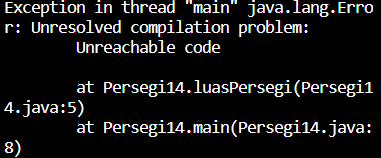 Exception in thread "main" java.lang.Erro
r: Unresolved compilation problem:
        Unreachable code

        at Persegi14.luasPersegi(Persegi1
4.java:5)
        at Persegi14.main(Persegi14.java:
8)